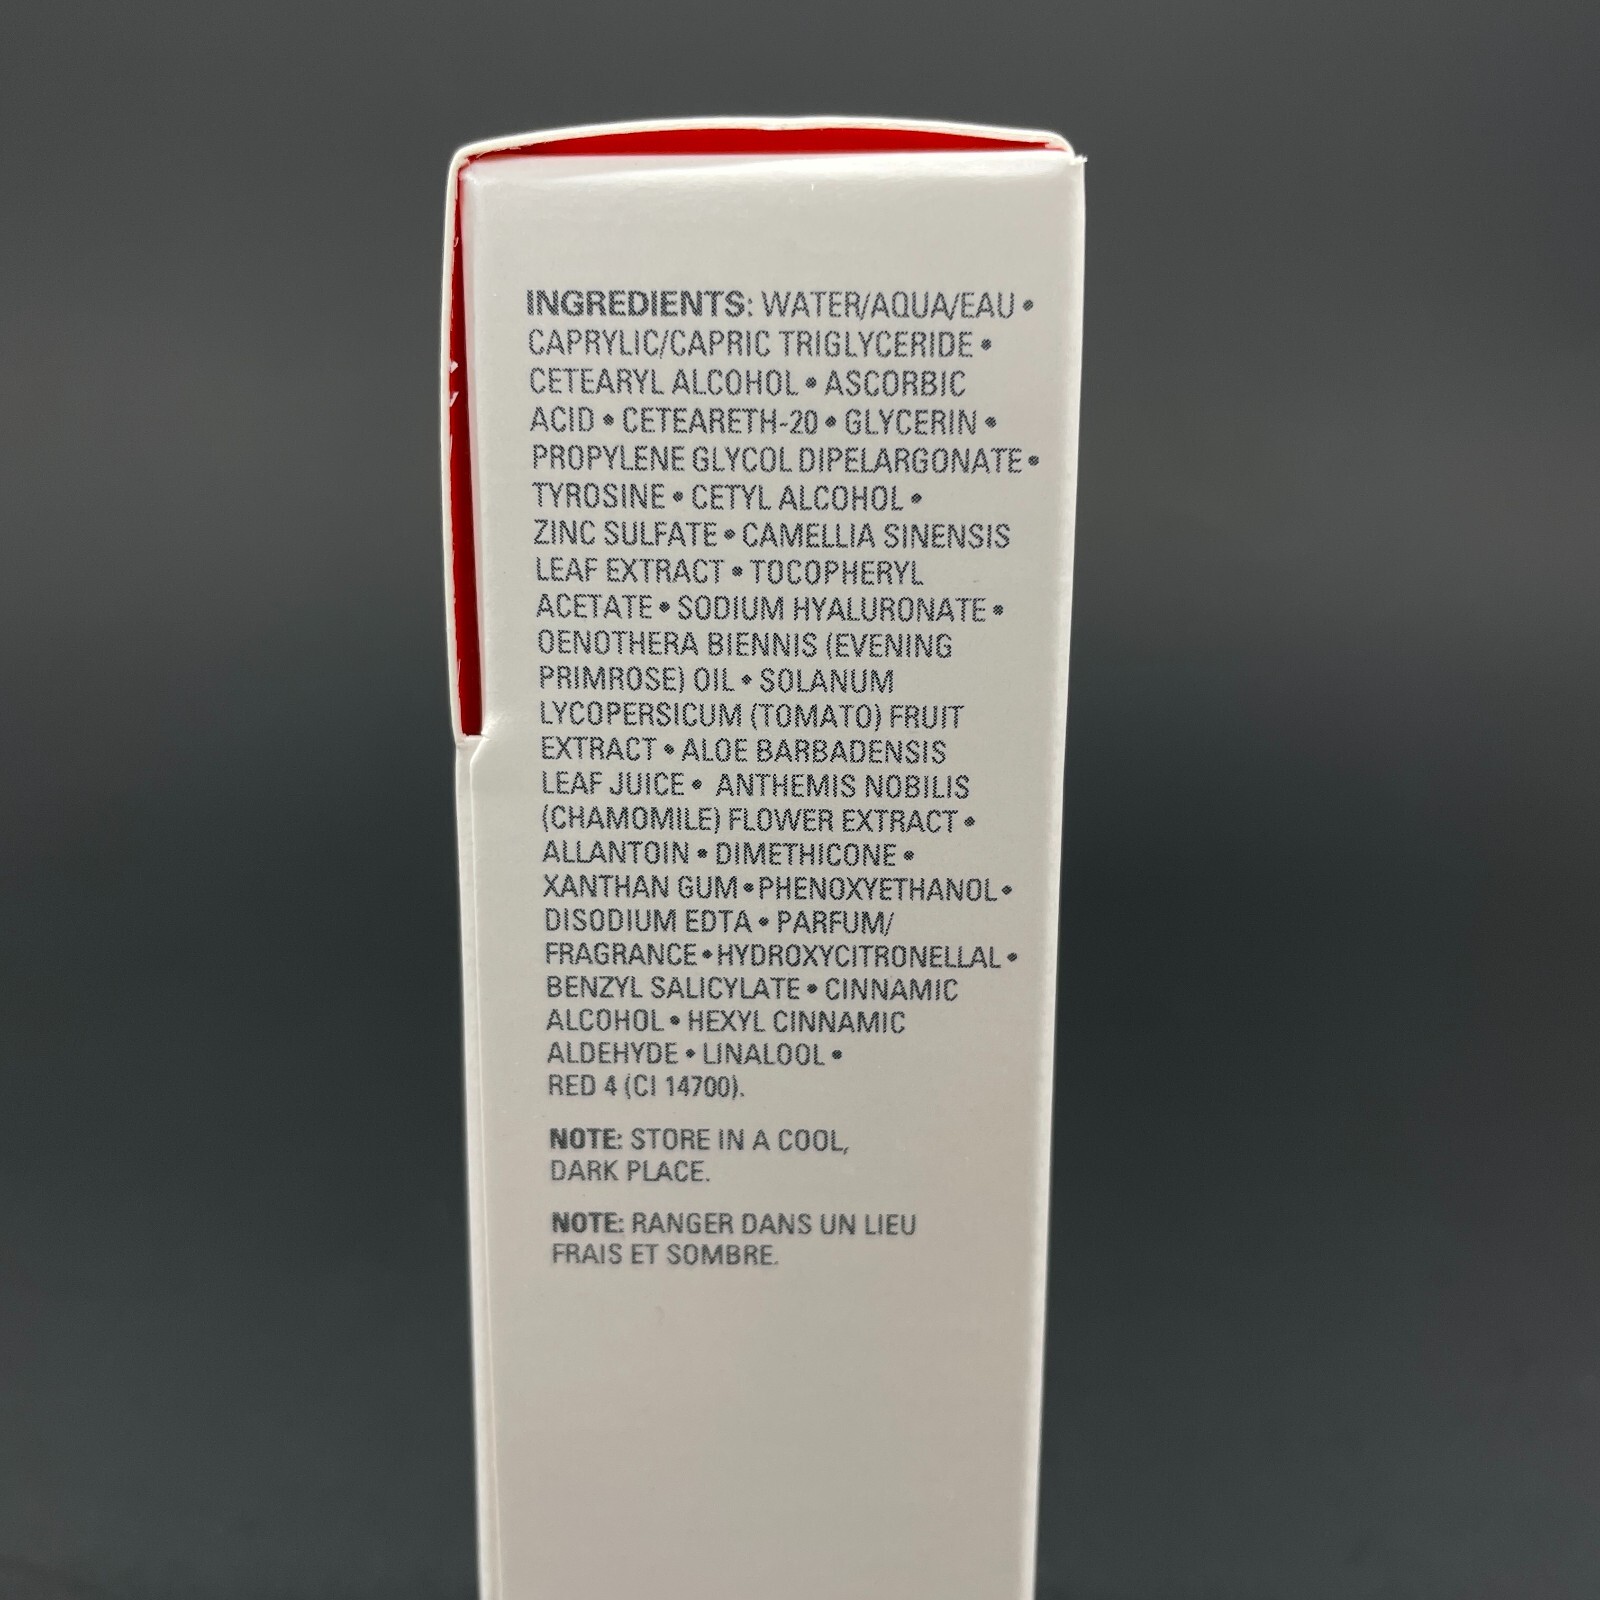 INGREDIENTS: WATER/AQUA/EAU •
CAPRYLIC/CAPRIC TRIGLYCERIDE •
CETEARYL ALCOHOL • ASCORBIC
ACID • CETEARETH-20 • GLYCERIN •
PROPYLENE GLYCOL DIPELARGONATE •
TYROSINE • CETYL ALCOHOL •
ZINC SULFATE • CAMELLIA SINENSIS
LEAF EXTRACT • TOCOPHERYL
ACETATE • SODIUM HYALURONATE •
OENOTHERA BIENNIS (EVENING
PRIMROSE) OIL • SOLANUM
LYCOPERSICUM (TOMATO) FRUIT
EXTRACT • ALOE BARBADENSIS
LEAF JUICE • ANTHEMIS NOBILIS
(CHAMOMILE) FLOWER EXTRACT •
ALLANTOIN • DIMETHICONE •
XANTHAN GUM • PHENOXYETHANOL •
DISODIUM EDTA • PARFUM/
FRAGRANCE • HYDROXYCITRONELLAL •
BENZYL SALICYLATE • CINNAMIC
ALCOHOL • HEXYL CINNAMIC
ALDEHYDE • LINALOOL •
RED 4 (CI 14700).
NOTE: STORE IN A COOL,
DARK PLACE.
NOTE: RANGER DANS UN LIEU
FRAIS ET SOMBRE.